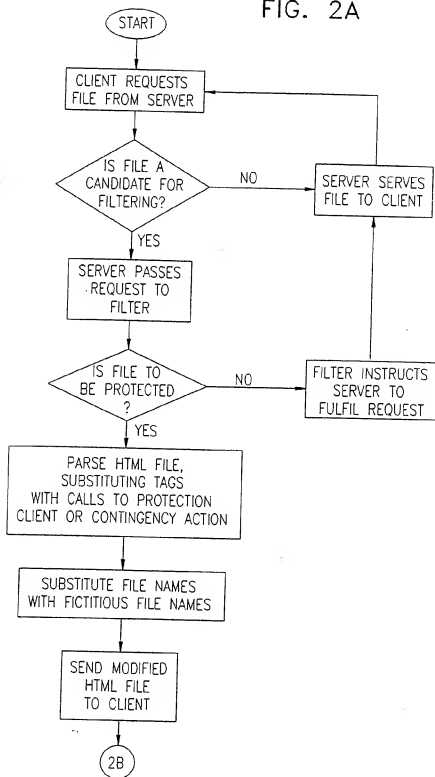 FIG. 2A
START
CLIENT REQUESTS
FILE FROM SERVER
IS FILE A
CANDIDATE FOR
FILTERING?
NO
SERVER SERVES
FILE TO CLIENT
YES
SERVER PASSES
REQUEST TO
FILTER
IS FILE TO
BE PROTECTED
?
NO
FILTER INSTRUCTS
SERVER TO
FULFIL REQUEST
YES
PARSE HTML FILE,
SUBSTITUTING TAGS
WITH CALLS TO PROTECTION
CLIENT OR CONTINGENCY ACTION
SUBSTITUTE FILE NAMES
WITH FICTITIOUS FILE NAMES
SEND MODIFIED
HTML FILE
TO CLIENT
2B